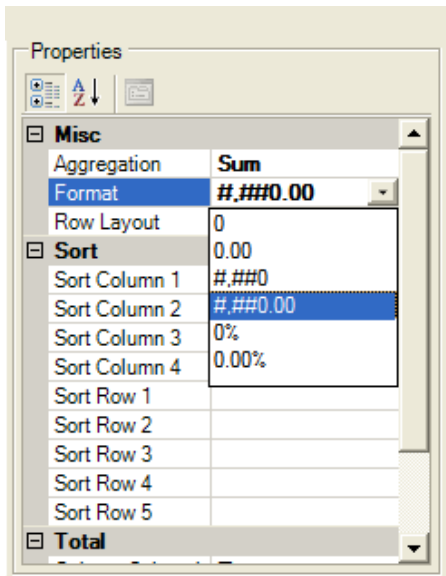 Properties
Misc
Aggregation Sum
Format #,##0.00
Row Layout 0
Sort 0.00
Sort Column 1 #,##0
Sort Column 2 #,##0.00
Sort Column 3 0%
Sort Column 4 0.00%
Sort Row 1
Sort Row 2
Sort Row 3
Sort Row 4
Sort Row 5
Total